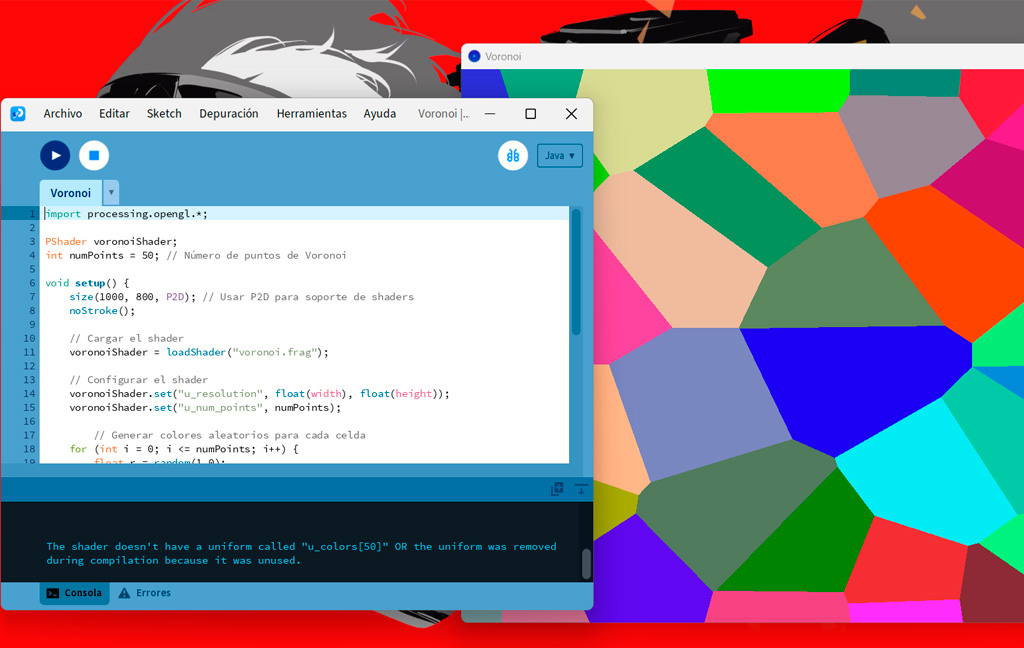 Voronoi
Archivo Editar Sketch Depuración Herramientas Ayuda Voronoi |...
Java
Voronoi
1 import processing.opengl.*;
2
3 PShader voronoiShader;
4 int numPoints = 50; // Número de puntos de Voronoi
5
6 void setup() {
7 size(1000, 800, P2D); // Usar P2D para soporte de shaders
8 noStroke();
9
10 // Cargar el shader
11 voronoiShader = loadShader("voronoi.frag");
12
13 // Configurar el shader
14 voronoiShader.set("u_resolution", float(width), float(height));
15 voronoiShader.set("u_num_points", numPoints);
16
17 // Generar colores aleatorios para cada celda
18 for (int i = 0; i <= numPoints; i++) {
19 float r = random(1.0);
The shader doesn't have a uniform called "u_colors[50]" OR the uniform was removed
during compilation because it was unused.
Consola Errores